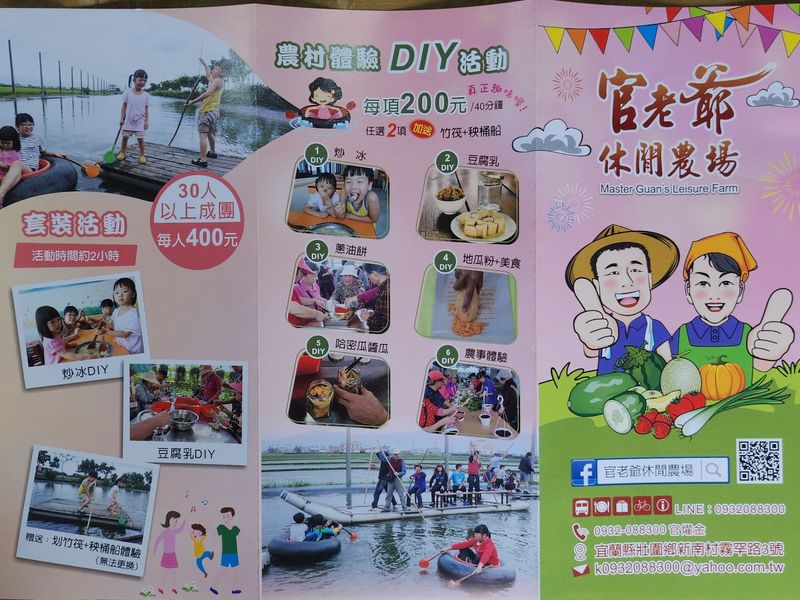 30人
以上成團
每人400元
套裝活動
活動時間約2小時
炒冰DIY
豆腐乳DIY
贈送：划竹筏+秧桶船體驗
(無法更換)
農村體驗 DIY 活動
每項200元/40分鐘
真正趣味喔!
任選2項 加送 竹筏+秧桶船
1 DIY 炒冰
2 DIY 豆腐乳
3 DIY 蔥油餅
4 DIY 地瓜粉+美食
5 DIY 哈密瓜醬瓜
6 DIY 農事體驗
官老爺
休閒農場
Master Guan's Leisure Farm
f 官老爺休閒農場
LINE：0932088300
0932-088300 官燿金
宜蘭縣壯圍鄉新南村霧罕路3號
k0932088300@yahoo.com.tw